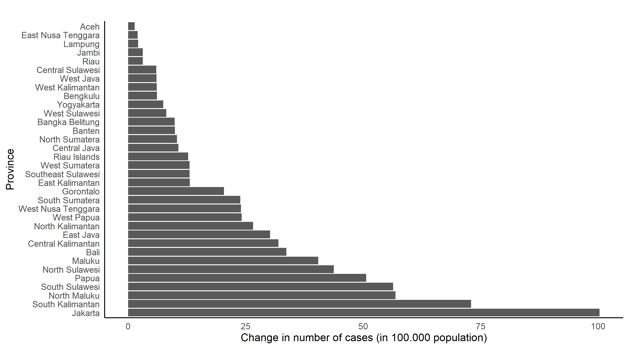 Aceh
East Nusa Tenggara
Lampung
Jambi
Riau
Central Sulawesi
West Java
West Kalimantan
Bengkulu
Yogyakarta
West Sulawesi
Bangka Belitung
Banten
North Sumatera
Central Java
Riau Islands
West Sumatera
Southeast Sulawesi
East Kalimantan
Gorontalo
South Sumatera
West Nusa Tenggara
West Papua
North Kalimantan
East Java
Central Kalimantan
Bali
Maluku
North Sulawesi
Papua
South Sulawesi
North Maluku
South Kalimantan
Jakarta
Province
0 25 50 75 100
Change in number of cases (in 100.000 population)